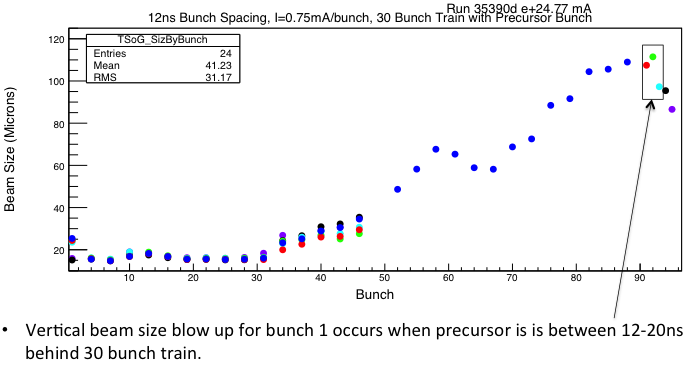 Run 35390d e+24.77 mA
12ns Bunch Spacing, I=0.75mA/bunch, 30 Bunch Train with Precursor Bunch
TSoG_SizByBunch
Entries 24
Mean 41.23
RMS 31.17
Beam Size (Microns)
120
100
80
60
40
20
10 20 30 40 50 60 70 80 90
Bunch
• Vertical beam size blow up for bunch 1 occurs when precursor is is between 12-20ns
behind 30 bunch train.